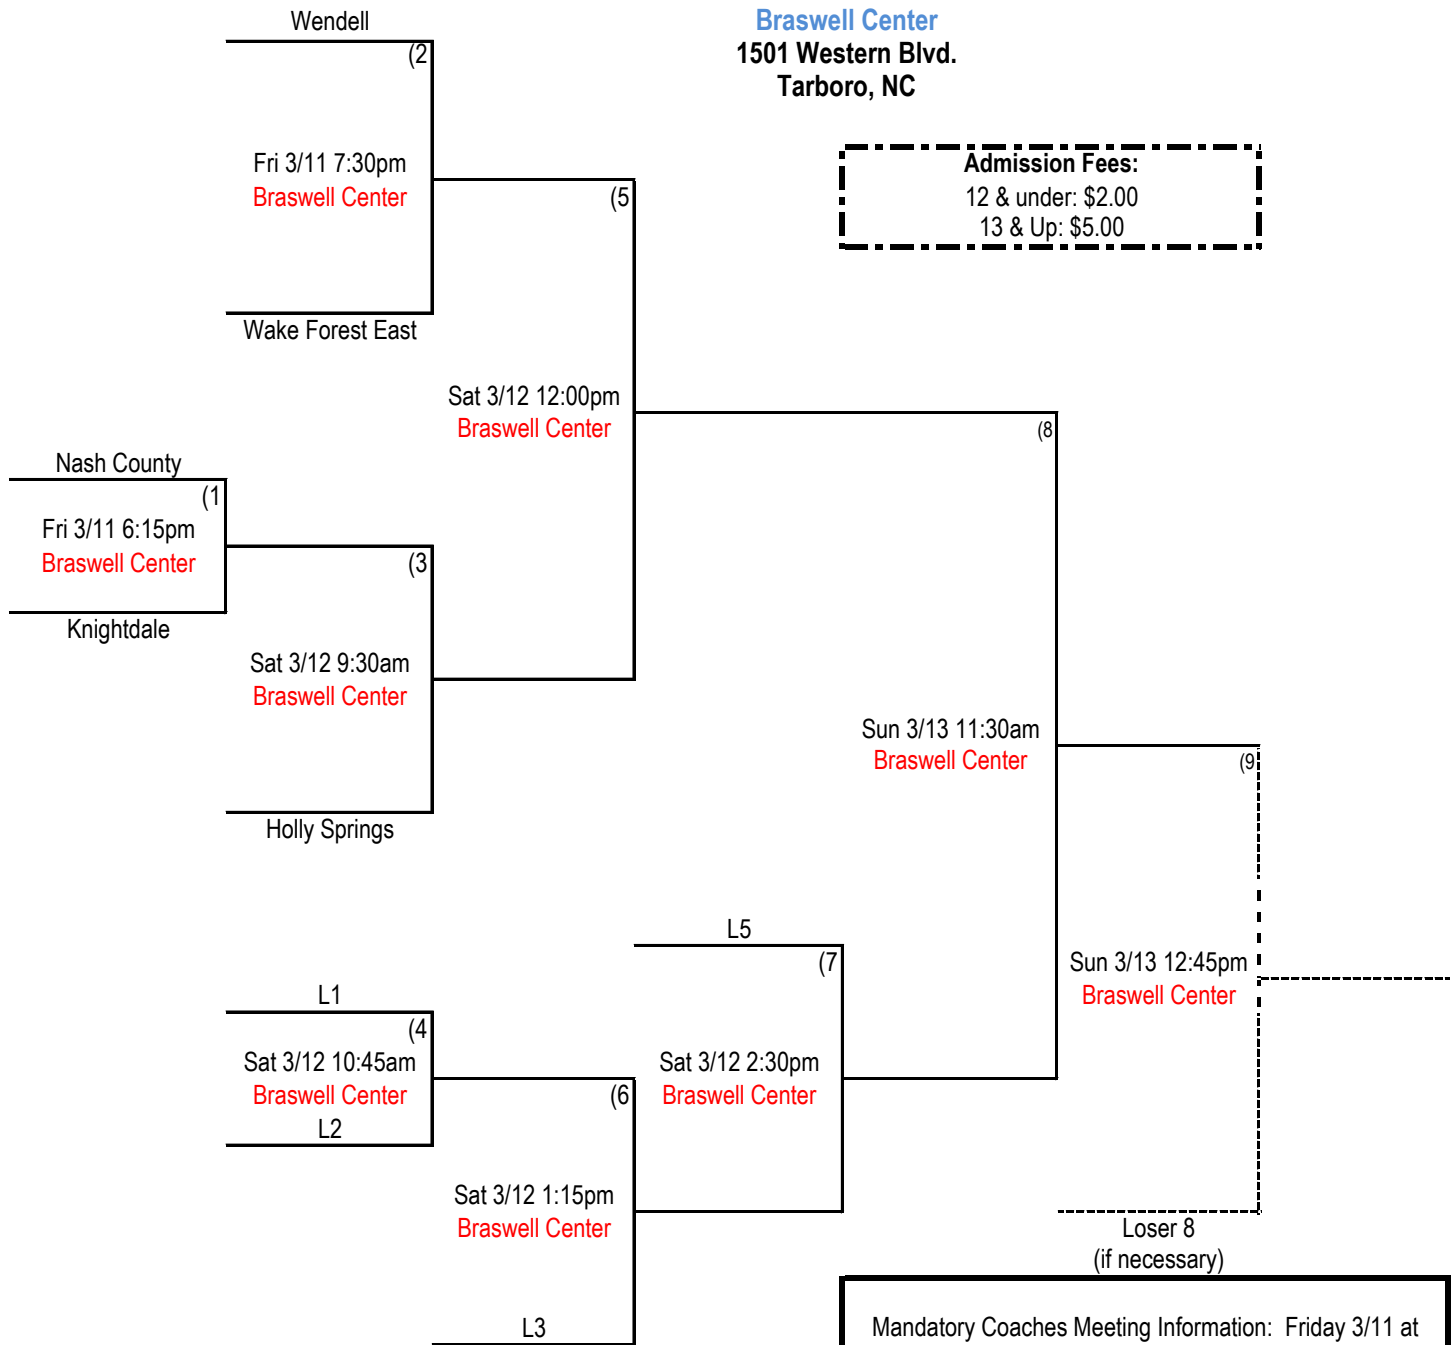 Wendell
Braswell Center
1501 Western Blvd.
Tarboro, NC
(2
Fri 3/11 7:30pm
Braswell Center
Admission Fees:
12 & under: $2.00
13 & Up: $5.00
(5
Wake Forest East
Sat 3/12 12:00pm
Braswell Center
(8
Nash County
(1
Fri 3/11 6:15pm
Braswell Center
(3
Knightdale
Sat 3/12 9:30am
Braswell Center
Sun 3/13 11:30am
Braswell Center
(9
Holly Springs
L5
(7
Sun 3/13 12:45pm
Braswell Center
L1
(4
Sat 3/12 10:45am
Braswell Center
L2
Sat 3/12 2:30pm
Braswell Center
(6
Sat 3/12 1:15pm
Braswell Center
Loser 8
(if necessary)
L3
Mandatory Coaches Meeting Information: Friday 3/11 at